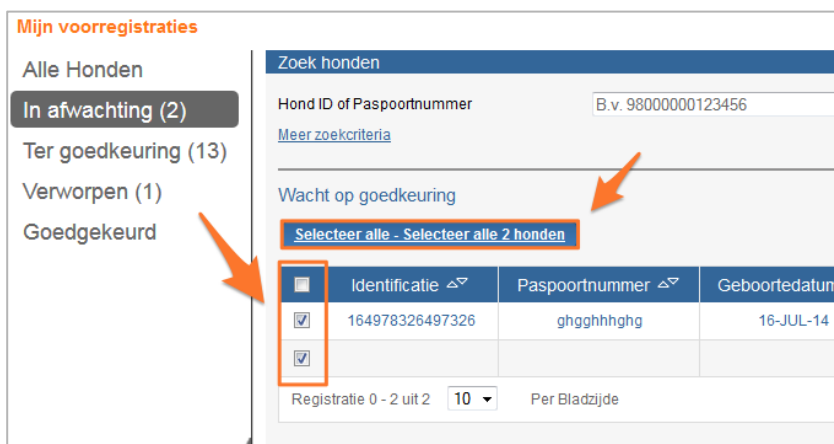 Mijn voorregistraties
Alle Honden
In afwachting (2)
Ter goedkeuring (13)
Verworpen (1)
Goedgekeurd
Zoek honden
Hond ID of Paspoortnummer B.v. 98000000123456
Meer zoekcriteria
Wacht op goedkeuring
Selecteer alle - Selecteer alle 2 honden
Identificatie Paspoortnummer Geboortedatum
164978326497326 ghgghhhghg 16-JUL-14
Registratie 0 - 2 uit 2 10 Per Bladzijde